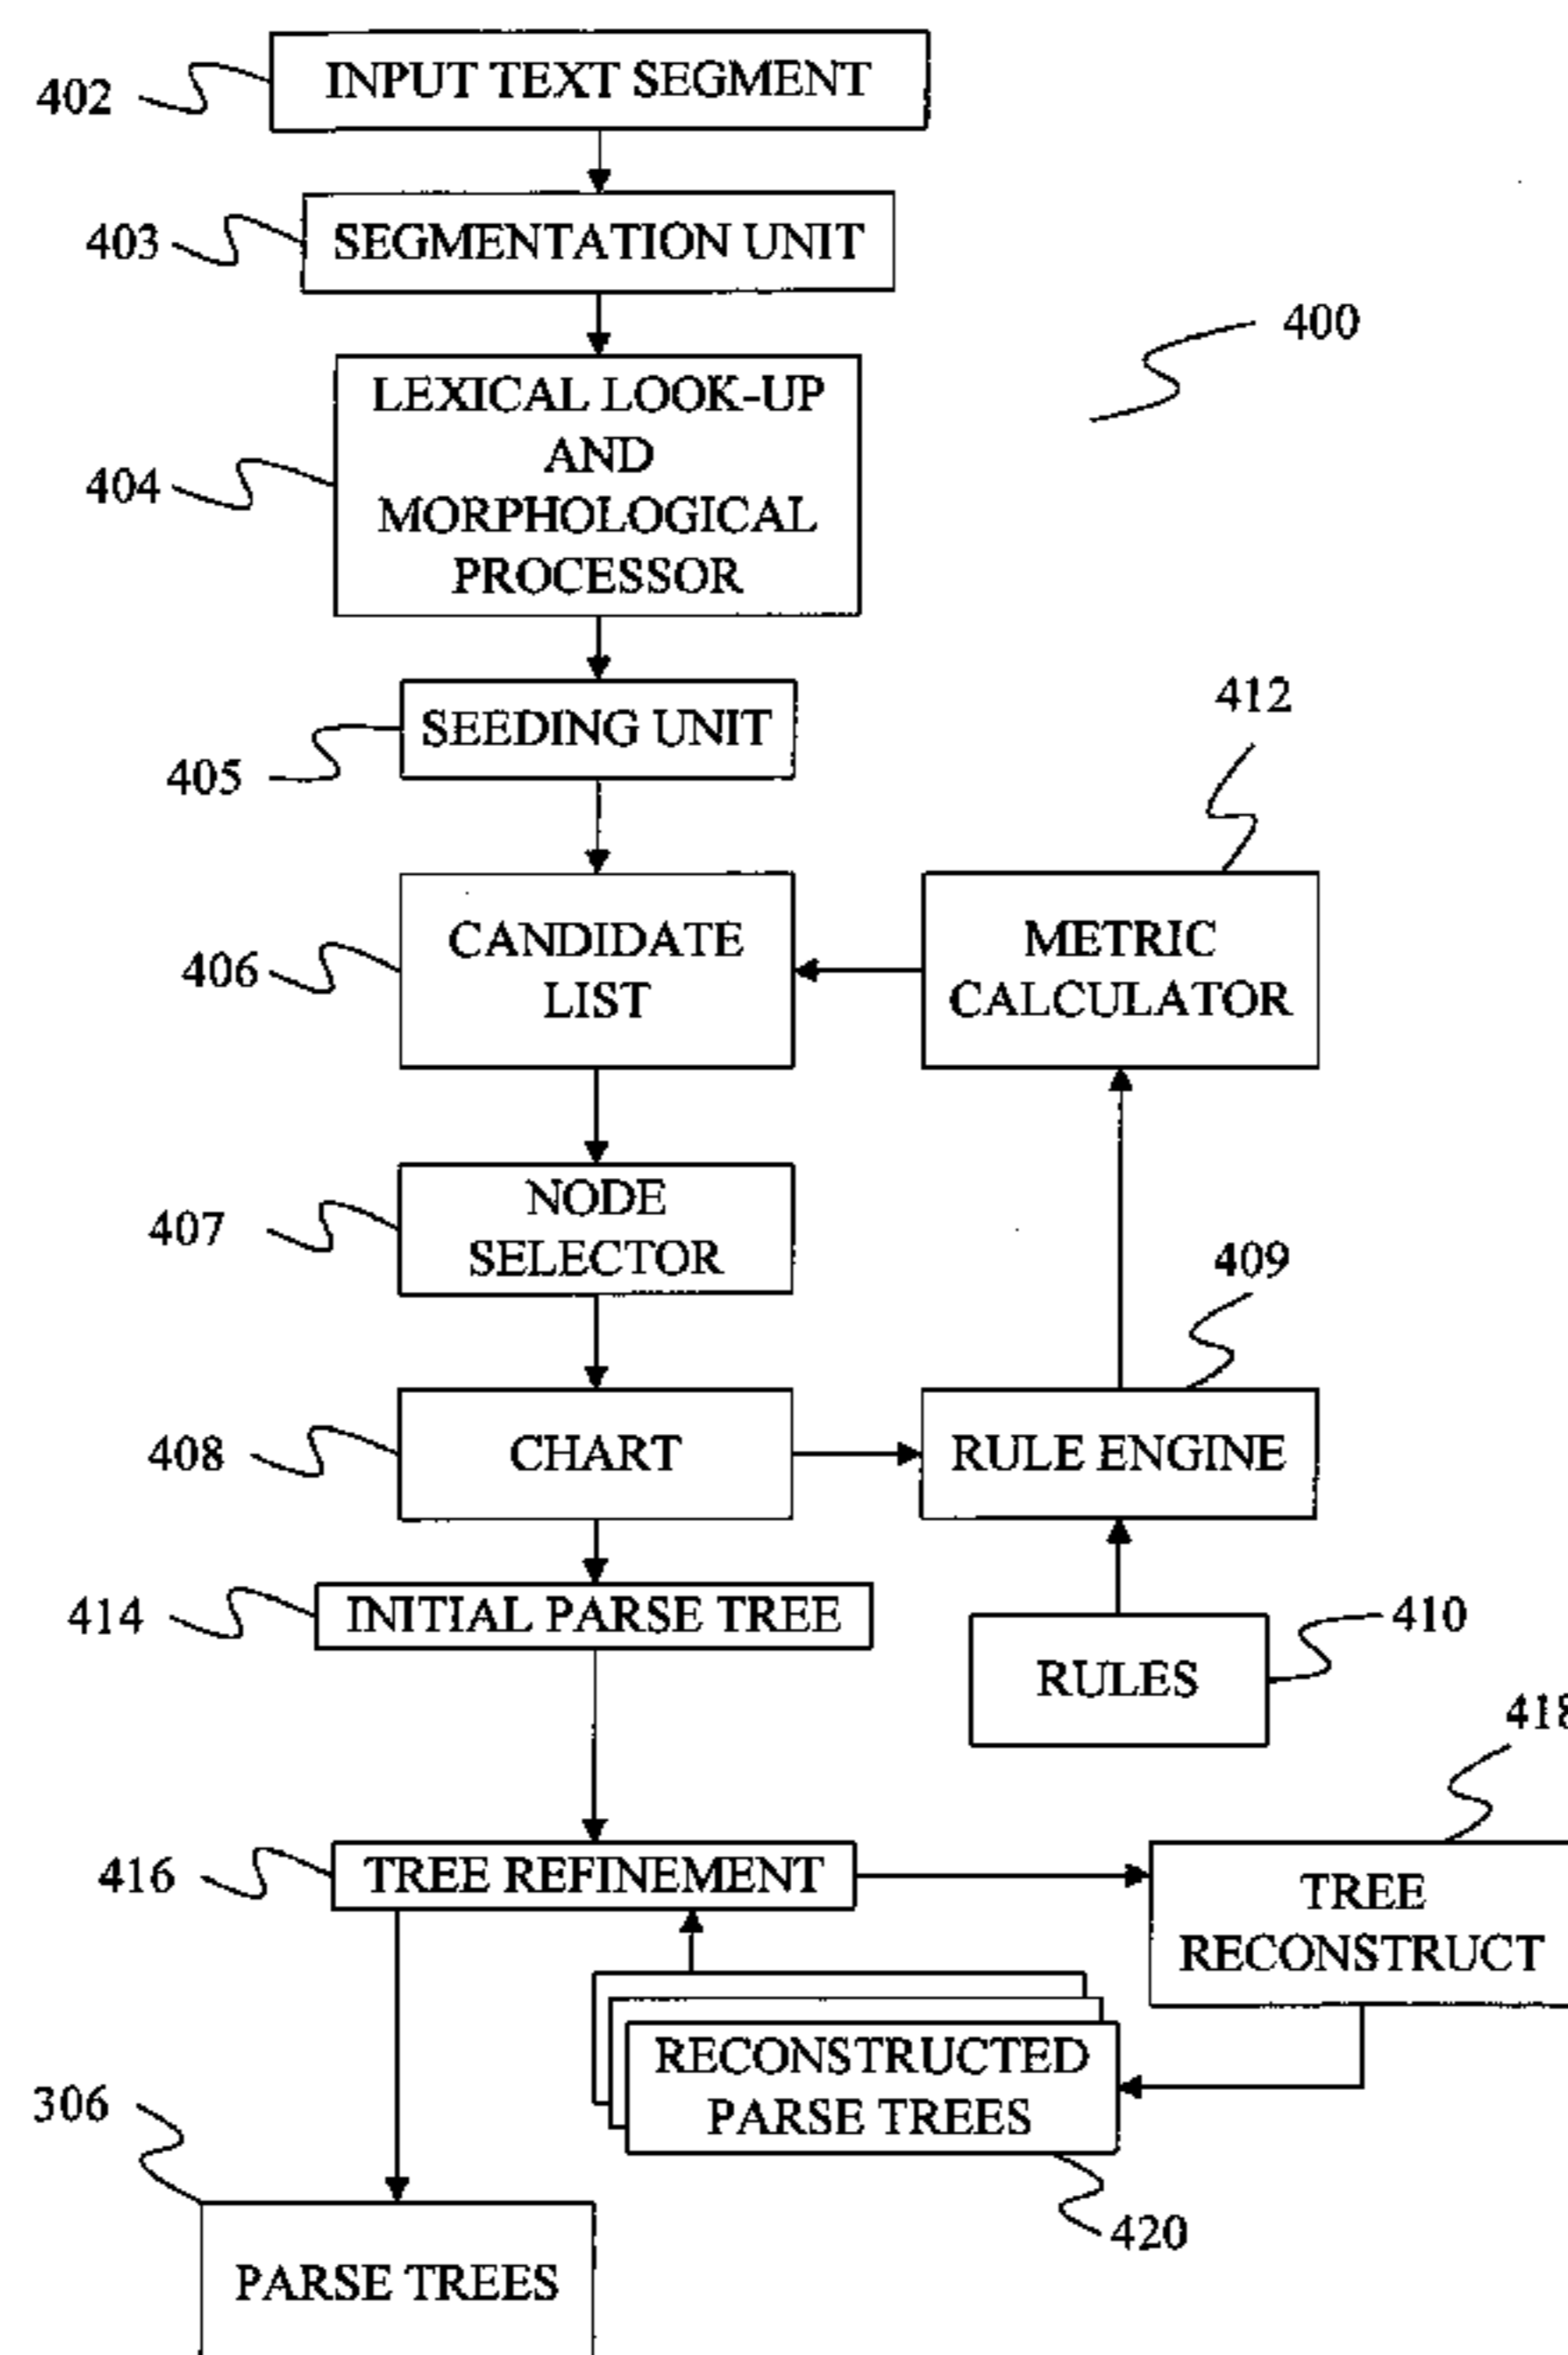 INPUT TEXT SEGMENT
402
SEGMENTATION UNIT
403
400
LEXICAL LOOK-UP
AND
MORPHOLOGICAL
PROCESSOR
404
SEEDING UNIT
405
412
CANDIDATE
LIST
406
METRIC
CALCULATOR
NODE
SELECTOR
407
409
CHART
408
RULE ENGINE
INITIAL PARSE TREE
414
RULES
410
418
TREE REFINEMENT
416
TREE
RECONSTRUCT
RECONSTRUCTED
PARSE TREES
306
420
PARSE TREES